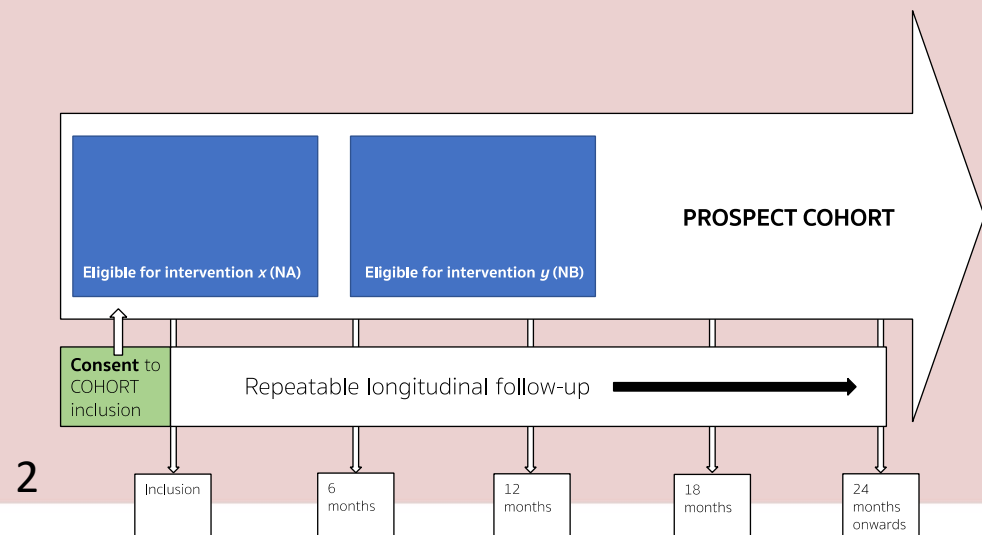 PROSPECT COHORT
Eligible for intervention x (NA)
Eligible for intervention y (NB)
Consent to
COHORT
inclusion
Repeatable longitudinal follow-up
2
Inclusion
6
months
12
months
18
months
24
months
onwards